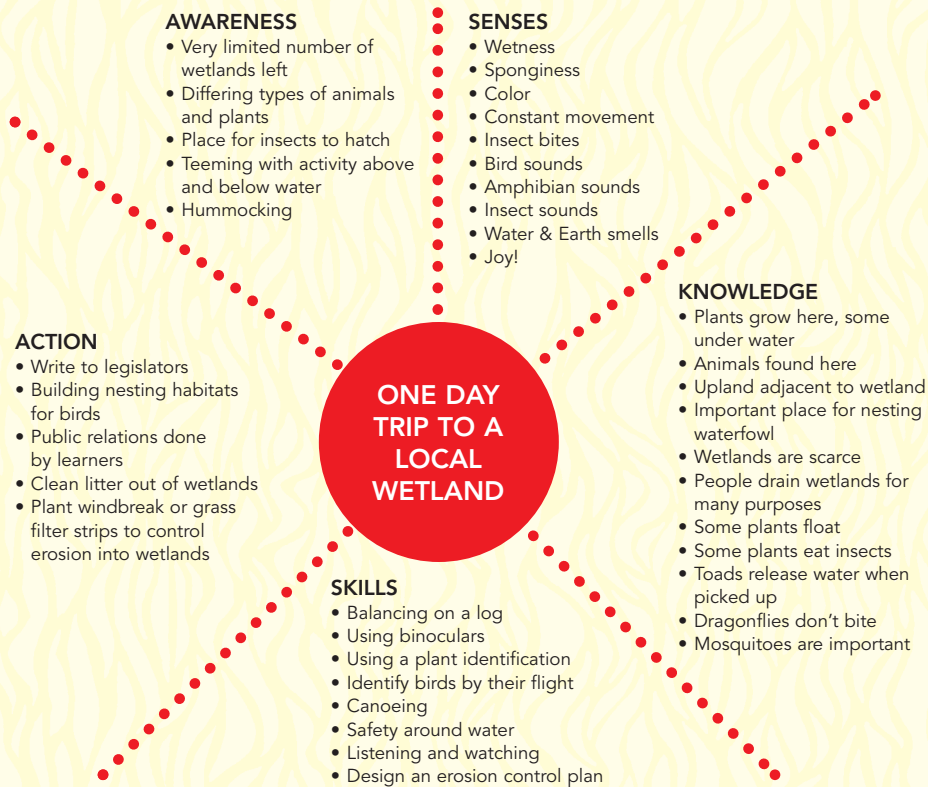 AWARENESS
• Very limited number of
wetlands left
• Differing types of animals
and plants
• Place for insects to hatch
• Teeming with activity above
and below water
• Hummocking
SENSES
• Wetness
• Sponginess
• Color
• Constant movement
• Insect bites
• Bird sounds
• Amphibian sounds
• Insect sounds
• Water & Earth smells
• Joy!
KNOWLEDGE
• Plants grow here, some
under water
• Animals found here
• Upland adjacent to wetland
• Important place for nesting
waterfowl
• Wetlands are scarce
• People drain wetlands for
many purposes
• Some plants float
• Some plants eat insects
• Toads release water when
picked up
• Dragonflies don't bite
• Mosquitoes are important
ACTION
• Write to legislators
• Building nesting habitats
for birds
• Public relations done
by learners
• Clean litter out of wetlands
• Plant windbreak or grass
filter strips to control
erosion into wetlands
ONE DAY
TRIP TO A
LOCAL
WETLAND
SKILLS
• Balancing on a log
• Using binoculars
• Using a plant identification
• Identify birds by their flight
• Canoeing
• Safety around water
• Listening and watching
• Design an erosion control plan